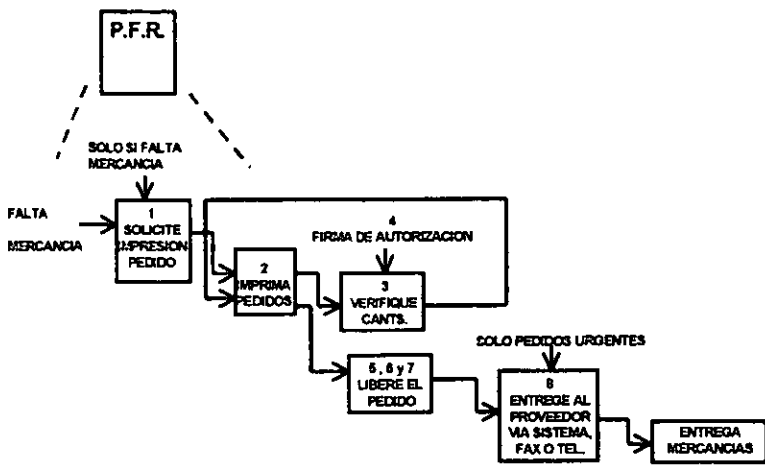 P.F.R.
SOLO SI FALTA
MERCANCIA
FALTA
MERCANCIA
1
SOLICITE
IMPRESION
PEDIDO
2
IMPRIMA
PEDIDOS
4
FIRMA DE AUTORIZACION
3
VERIFIQUE
CANTS.
5, 6 y 7
LIBERE EL
PEDIDO
SOLO PEDIDOS URGENTES
8
ENTREGE AL
PROVEEDOR
VIA SISTEMA,
FAX O TEL.
ENTREGA
MERCANCIAS